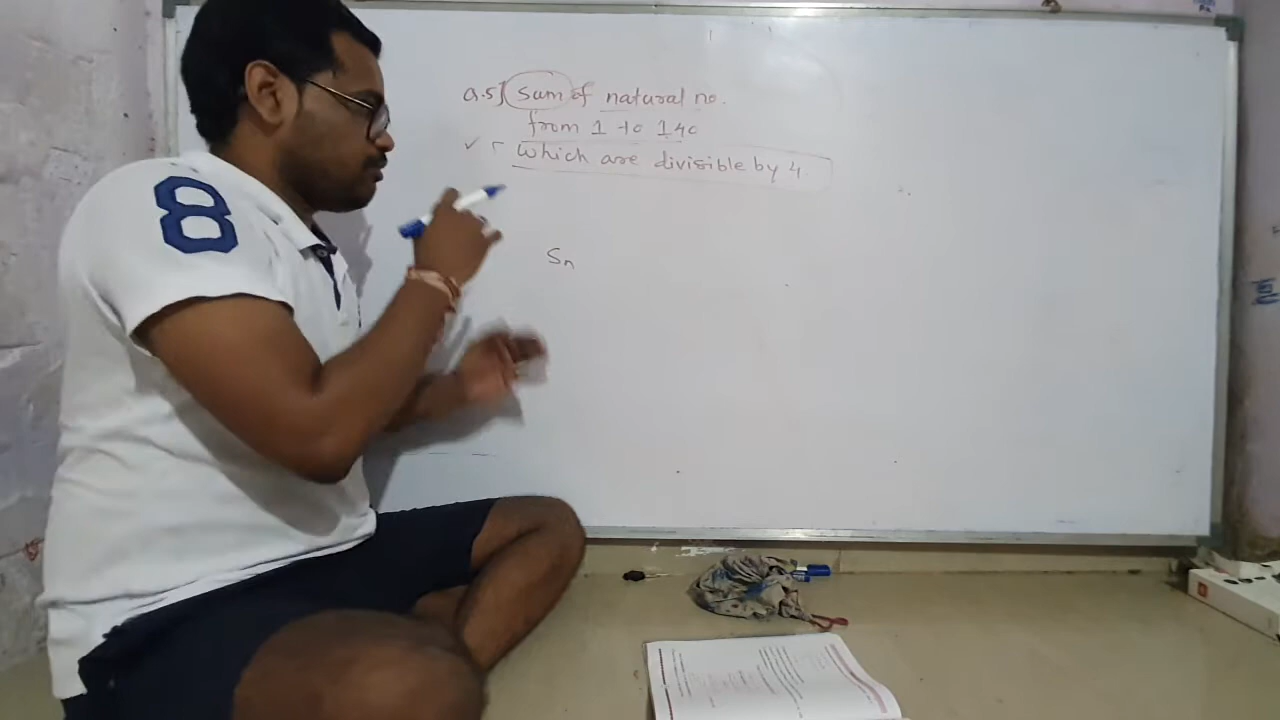 Q.5] Sum of natural no.
from 1 to 140
which are divisible by 4.
Sn
8